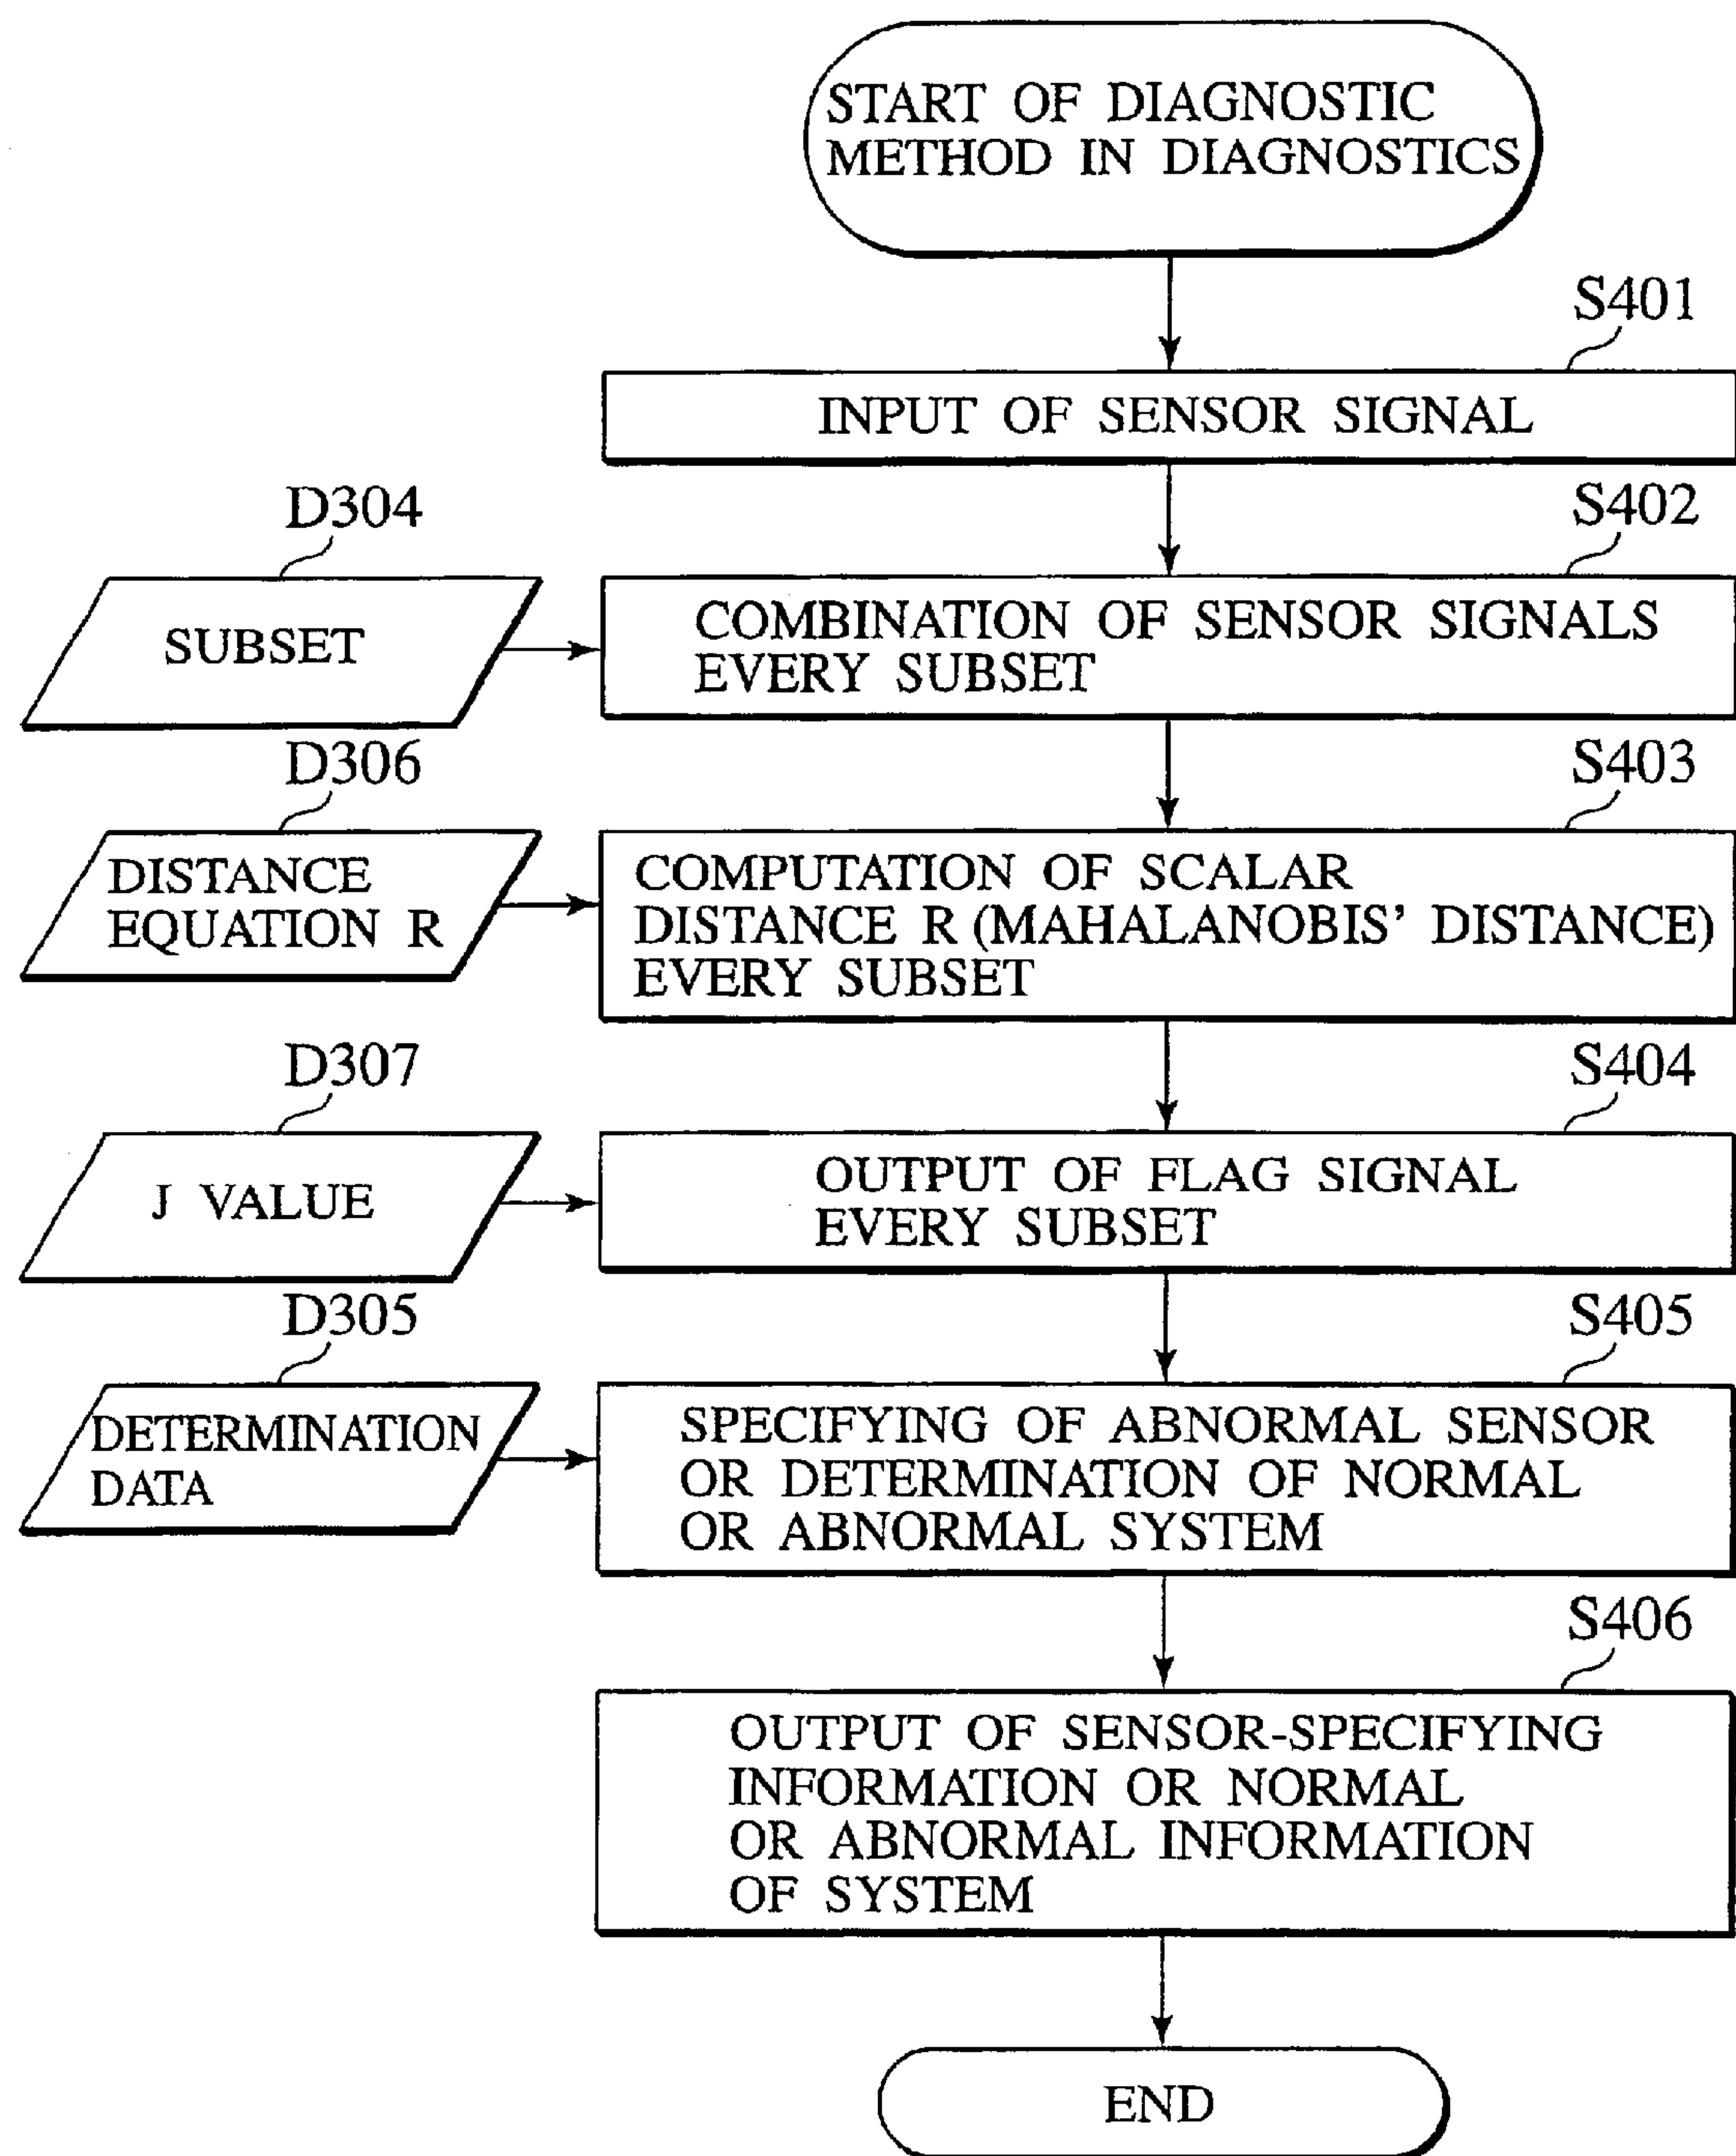 START OF DIAGNOSTIC
METHOD IN DIAGNOSTICS
S401
INPUT OF SENSOR SIGNAL
D304
SUBSET
S402
COMBINATION OF SENSOR SIGNALS
EVERY SUBSET
D306
DISTANCE
EQUATION R
S403
COMPUTATION OF SCALAR
DISTANCE R (MAHALANOBIS' DISTANCE)
EVERY SUBSET
D307
J VALUE
S404
OUTPUT OF FLAG SIGNAL
EVERY SUBSET
D305
DETERMINATION
DATA
S405
SPECIFYING OF ABNORMAL SENSOR
OR DETERMINATION OF NORMAL
OR ABNORMAL SYSTEM
S406
OUTPUT OF SENSOR-SPECIFYING
INFORMATION OR NORMAL
OR ABNORMAL INFORMATION
OF SYSTEM
END